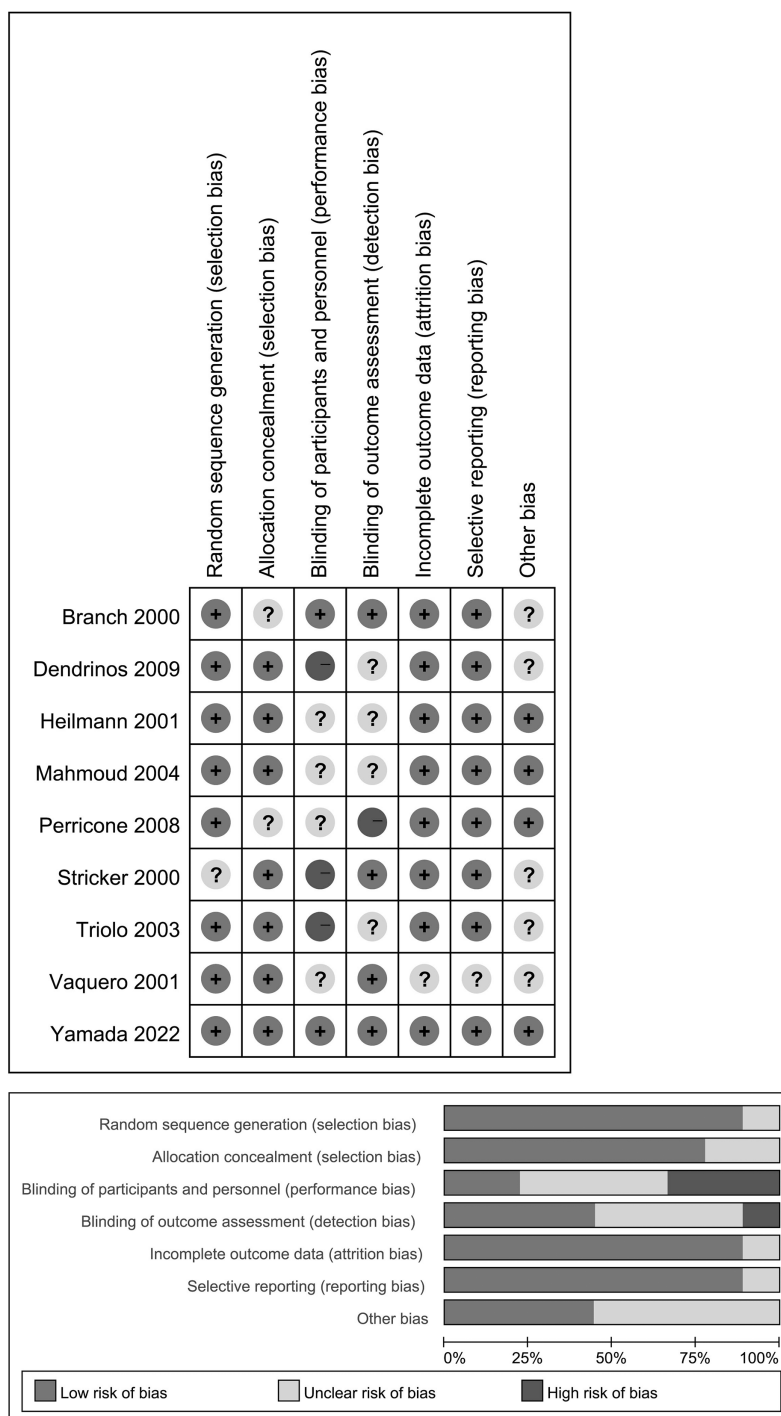 Random sequence generation (selection bias)
Allocation concealment (selection bias)
Blinding of participants and personnel (performance bias)
Blinding of outcome assessment (detection bias)
Incomplete outcome data (attrition bias)
Selective reporting (reporting bias)
Other bias
Branch 2000 + ? + + + + ?
Dendrinos 2009 + + – ? + + ?
Heilmann 2001 + + ? ? + + +
Mahmoud 2004 + + ? ? + + +
Perricone 2008 + ? ? – + + +
Stricker 2000 ? + – + + + ?
Triolo 2003 + + – ? + + ?
Vaquero 2001 + + ? + ? ? ?
Yamada 2022 + + + + + + +
Random sequence generation (selection bias)
Allocation concealment (selection bias)
Blinding of participants and personnel (performance bias)
Blinding of outcome assessment (detection bias)
Incomplete outcome data (attrition bias)
Selective reporting (reporting bias)
Other bias
0% 25% 50% 75% 100%
Low risk of bias Unclear risk of bias High risk of bias